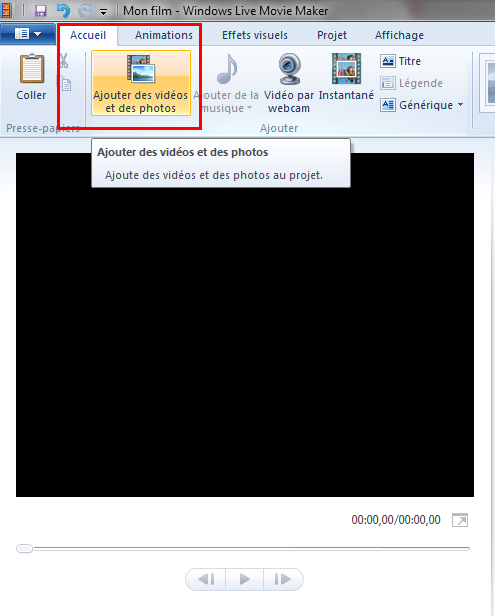 Mon film - Windows Live Movie Maker
Accueil Animations Effets visuels Projet Affichage
Coller
Ajouter des vidéos
et des photos
Ajouter de la
musique
Vidéo par
webcam
Instantané
Titre
Légende
Générique
Presse-papiers
Ajouter
Ajouter des vidéos et des photos
Ajoute des vidéos et des photos au projet.
00:00,00/00:00,00